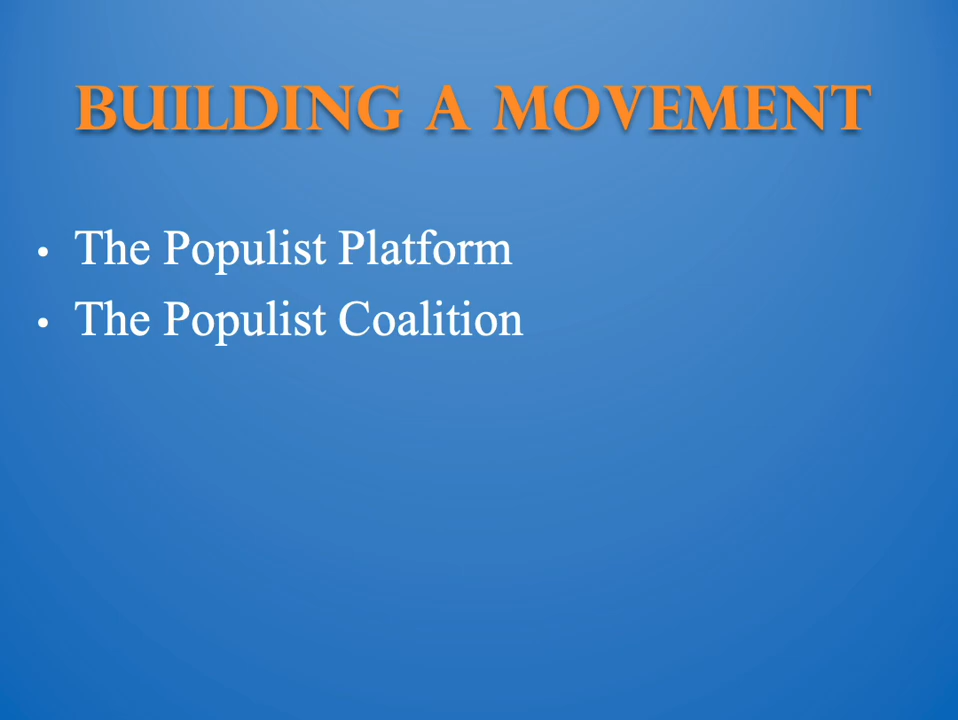 BUILDING A MOVEMENT
• The Populist Platform
• The Populist Coalition